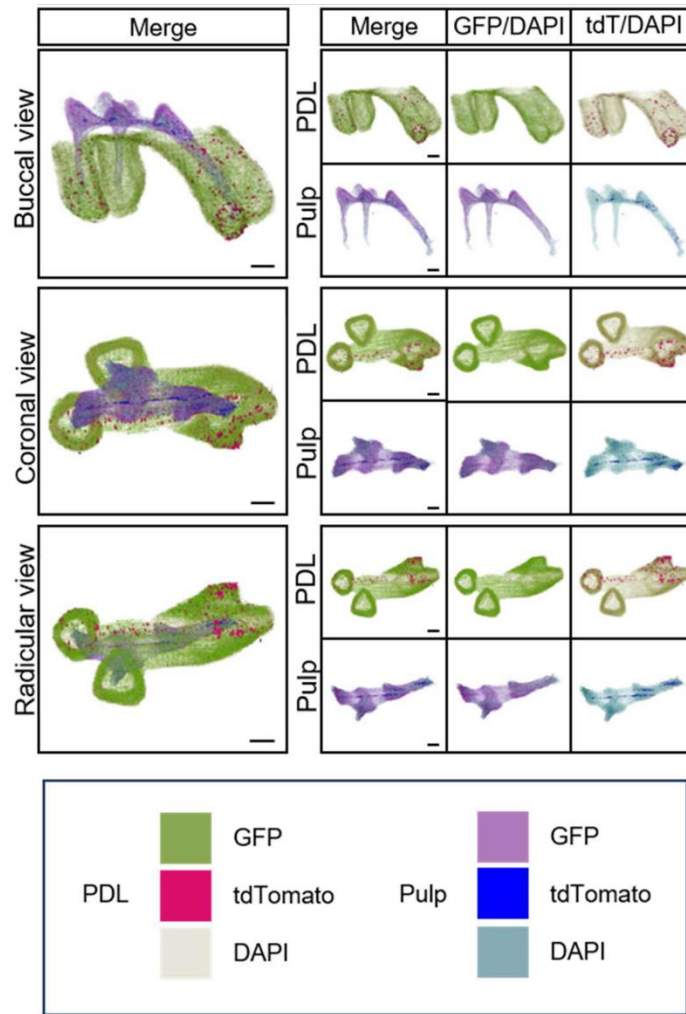 Merge
Merge GFP/DAPI tdT/DAPI
Buccal view
PDL
Pulp
Coronal view
PDL
Pulp
Radicular view
PDL
Pulp
PDL
GFP
tdTomato
DAPI
Pulp
GFP
tdTomato
DAPI